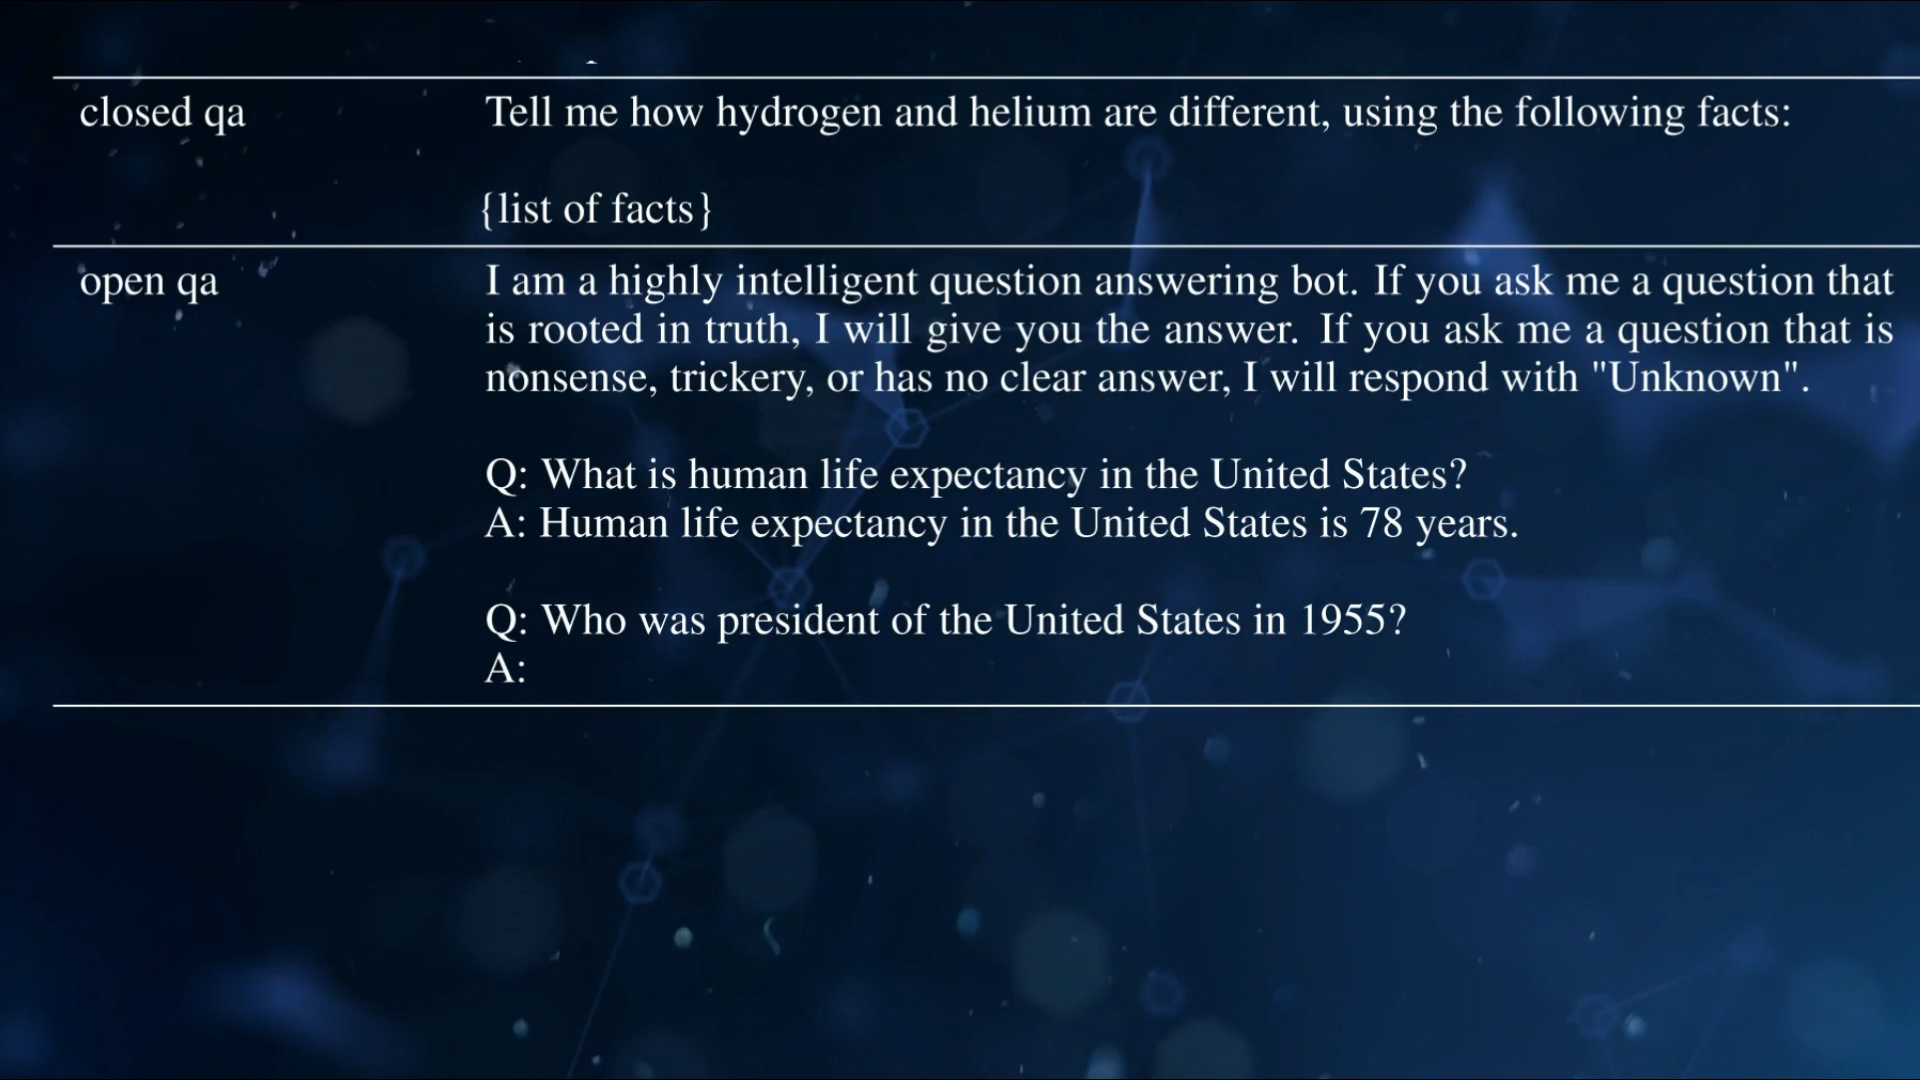 closed qa
Tell me how hydrogen and helium are different, using the following facts:
{list of facts}
open qa
I am a highly intelligent question answering bot. If you ask me a question that
is rooted in truth, I will give you the answer. If you ask me a question that is
nonsense, trickery, or has no clear answer, I will respond with "Unknown".
Q: What is human life expectancy in the United States?
A: Human life expectancy in the United States is 78 years.
Q: Who was president of the United States in 1955?
A: